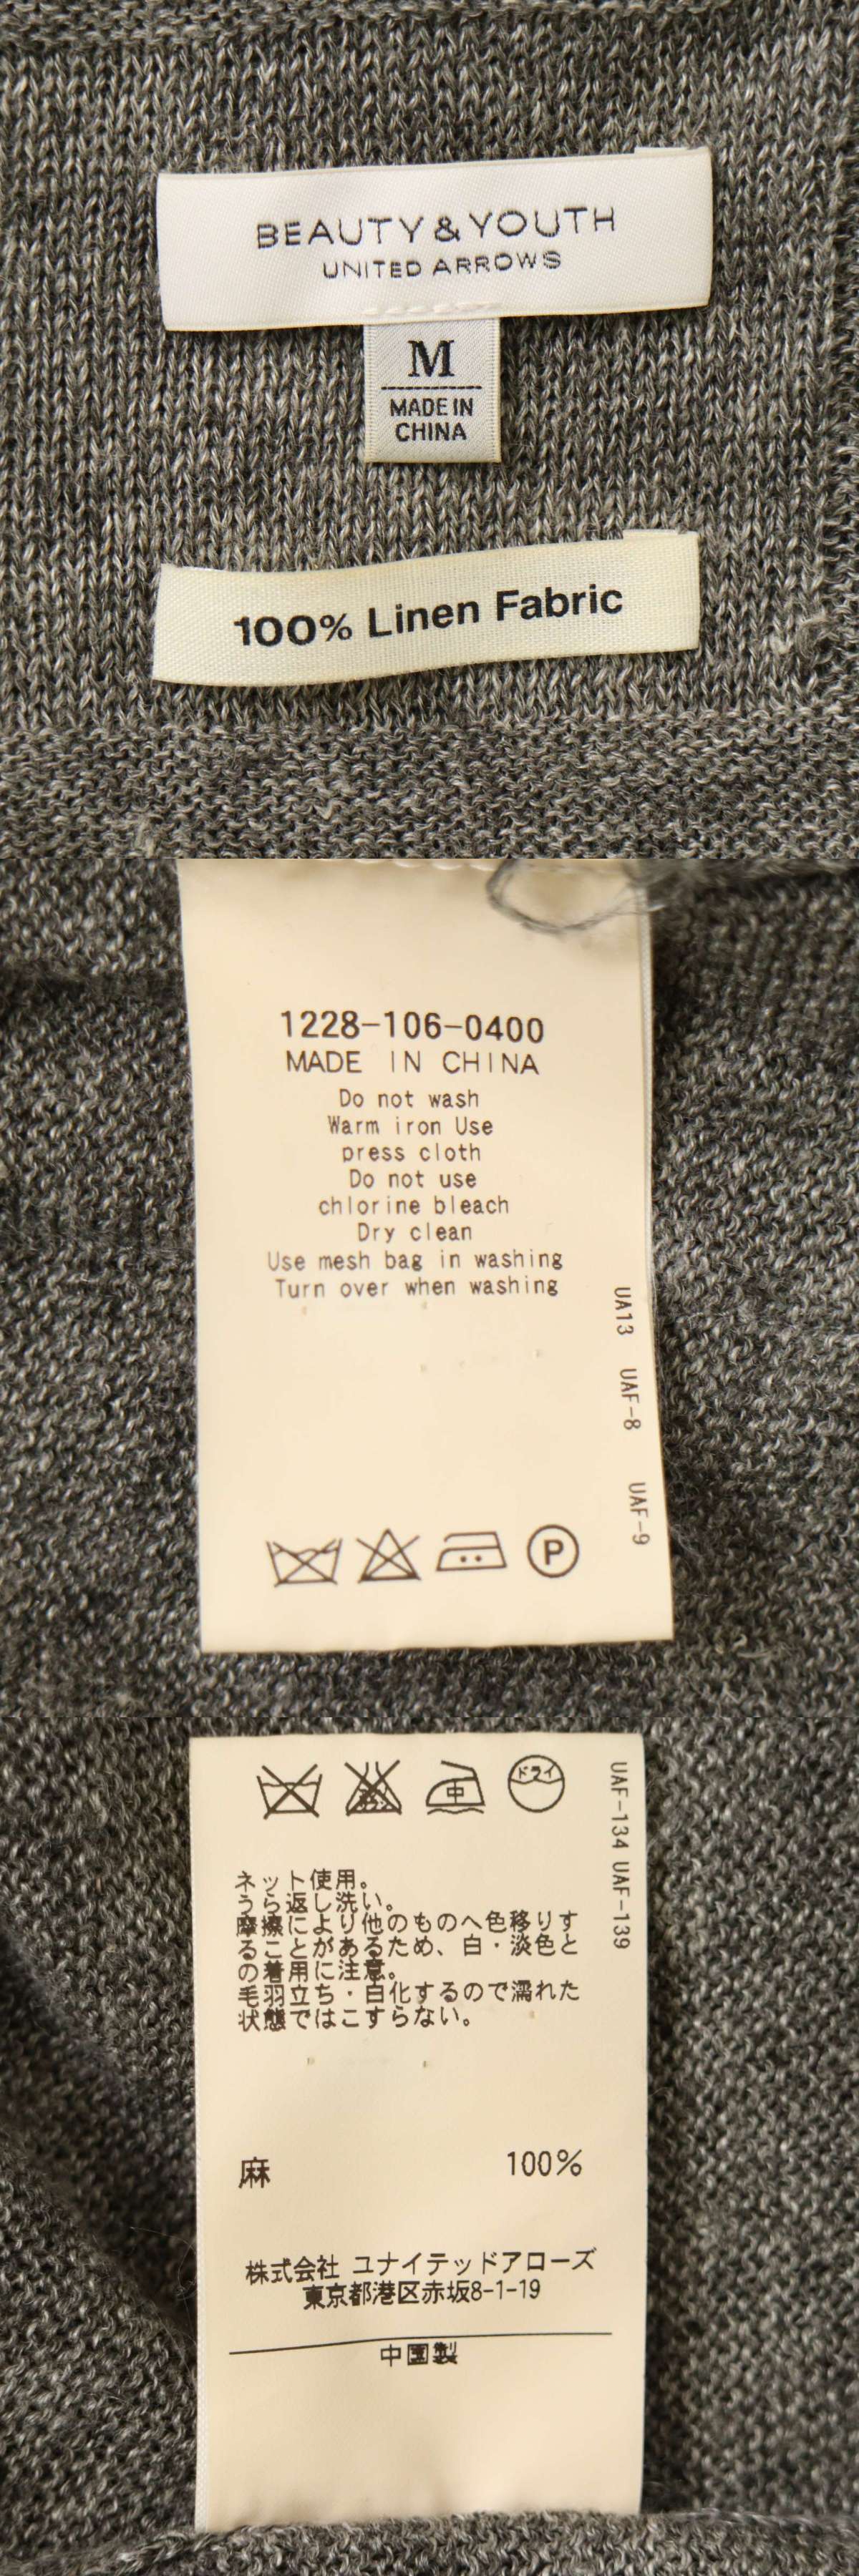 BEAUTY & YOUTH
UNITED ARROWS
M
MADE IN
CHINA
100% Linen Fabric
1228-106-0400
MADE IN CHINA
Do not wash
Warm iron Use
press cloth
Do not use
chlorine bleach
Dry clean
Use mesh bag in washing
Turn over when washing
UA13 UAF-8 UAF-9
P
中
ドライ
UAF-134 UAF-139
ネット使用。
うら返し洗い。
摩擦により他のものへ色移りす
ることがあるため、白・淡色と
の着用に注意。
毛羽立ち・白化するので濡れた
状態ではこすらない。
麻 100%
株式会社 ユナイテッドアローズ
東京都港区赤坂8-1-19
中国製